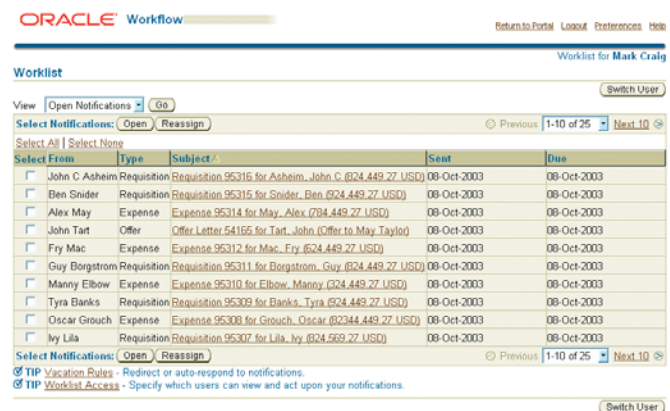 ORACLE Workflow
Return to Portal Logout Preferences Help
Worklist for Mark Craig
Worklist
Switch User
View Open Notifications Go
Select Notifications: Open Reassign Previous 1-10 of 25 Next 10
Select All | Select None
Select From Type Subject Sent Due
John C Asheim Requisition Requisition 95316 for Asheim, John C (824,449.27 USD) 08-Oct-2003 08-Oct-2003
Ben Snider Requisition Requisition 95315 for Snider, Ben (924,449.27 USD) 08-Oct-2003 08-Oct-2003
Alex May Expense Expense 95314 for May, Alex (784,449.27 USD) 08-Oct-2003 08-Oct-2003
John Tart Offer Offer Letter 54165 for Tart, John (Offer to May Taylor) 08-Oct-2003 08-Oct-2003
Fry Mac Expense Expense 95312 for Mac, Fry (624,449.27 USD) 08-Oct-2003 08-Oct-2003
Guy Borgstrom Requisition Requisition 95311 for Borgstrom, Guy (824,449.27 USD) 08-Oct-2003 08-Oct-2003
Manny Elbow Expense Expense 95310 for Elbow, Manny (324,449.27 USD) 08-Oct-2003 08-Oct-2003
Tyra Banks Requisition Requisition 95309 for Banks, Tyra (924,449.27 USD) 08-Oct-2003 08-Oct-2003
Oscar Grouch Expense Expense 95308 for Grouch, Oscar (82344,449.27 USD) 08-Oct-2003 08-Oct-2003
Ivy Lila Requisition Requisition 95307 for Lila, Ivy (824,569.27 USD) 08-Oct-2003 08-Oct-2003
Select Notifications: Open Reassign Previous 1-10 of 25 Next 10
TIP Vacation Rules - Redirect or auto-respond to notifications.
TIP Worklist Access - Specify which users can view and act upon your notifications.
Switch User